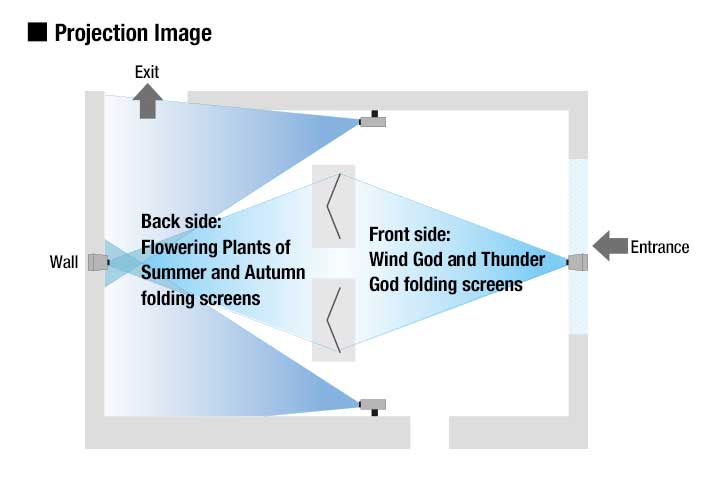 ■ Projection Image
Exit
Back side:
Flowering Plants of
Summer and Autumn
folding screens
Front side:
Wind God and Thunder
God folding screens
Wall
Entrance